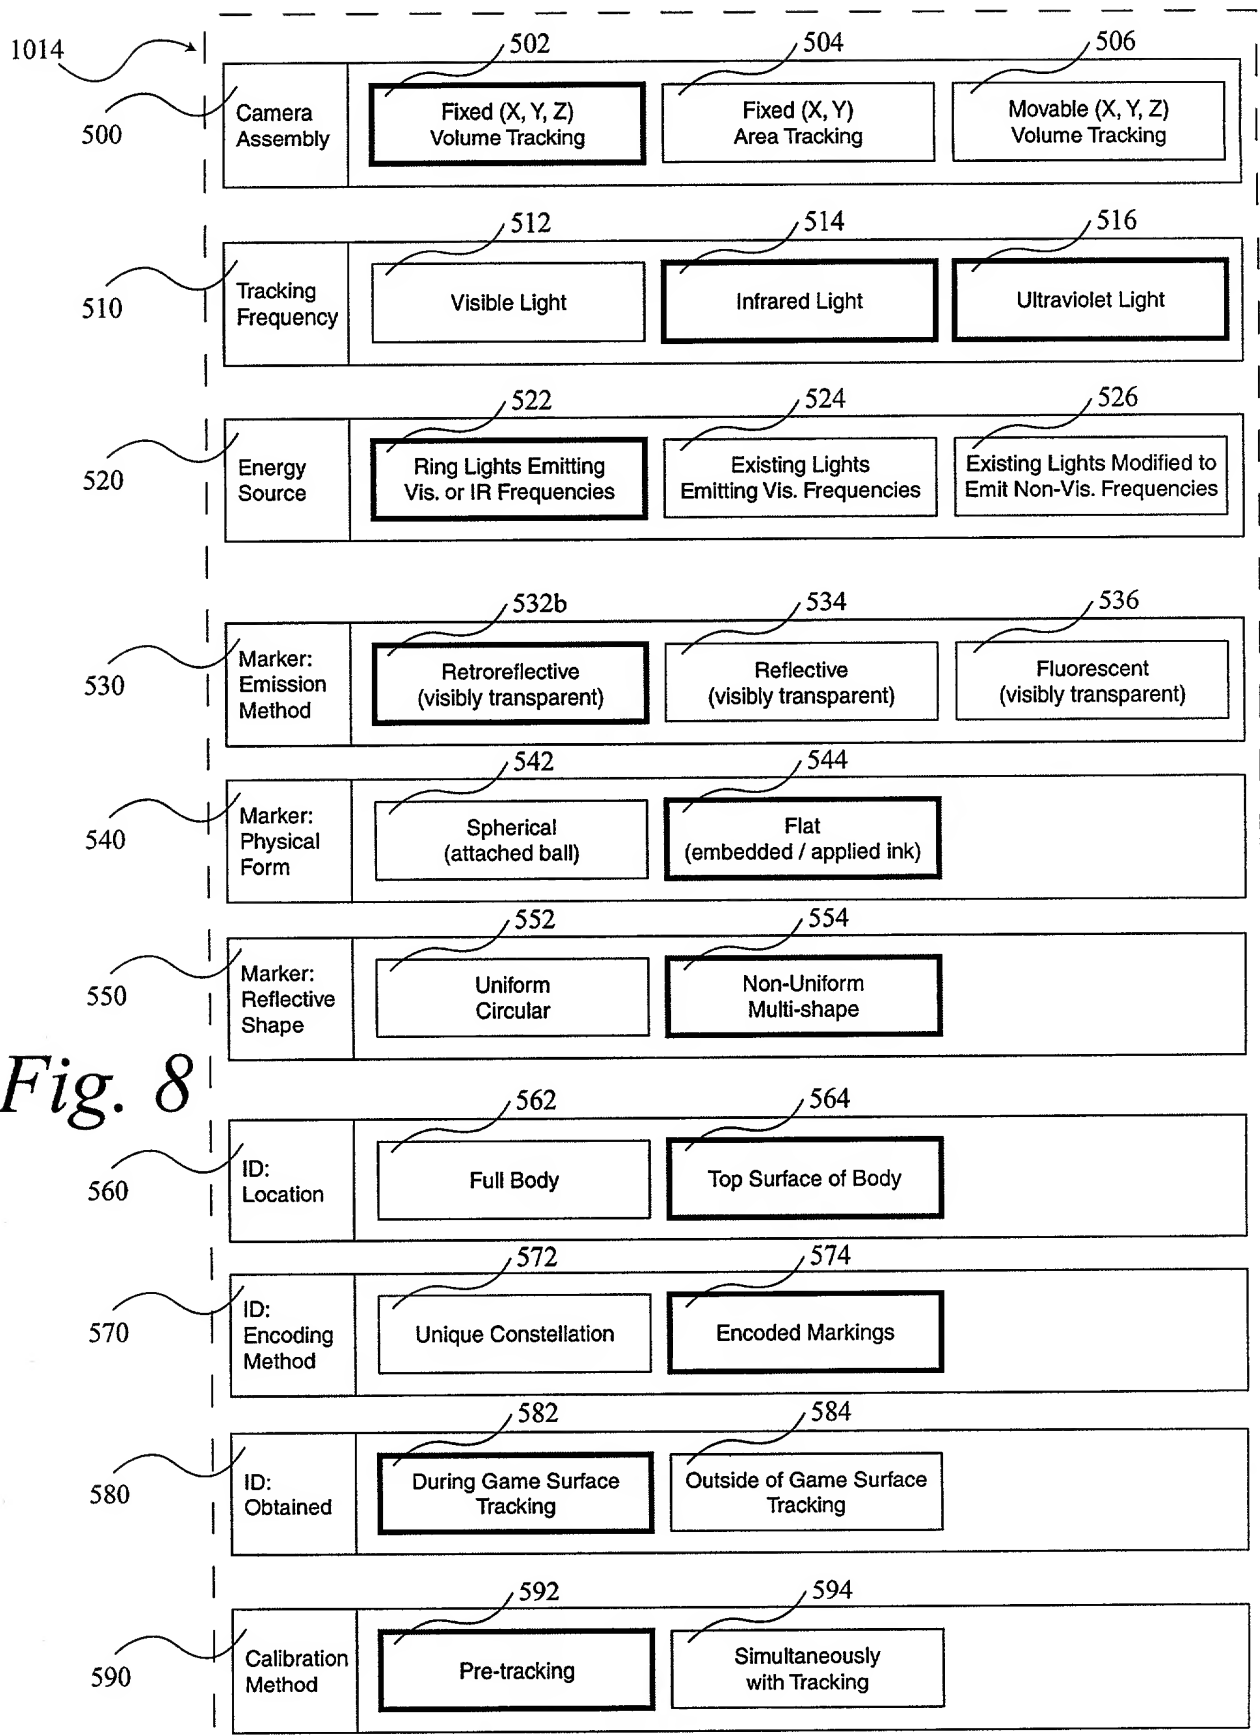 1014
502
504
506
500
Camera
Assembly
Fixed (X, Y, Z)
Volume Tracking
Fixed (X, Y)
Area Tracking
Movable (X, Y, Z)
Volume Tracking
512
514
516
510
Tracking
Frequency
Visible Light
Infrared Light
Ultraviolet Light
522
524
526
520
Energy
Source
Ring Lights Emitting
Vis. or IR Frequencies
Existing Lights
Emitting Vis. Frequencies
Existing Lights Modified to
Emit Non-Vis. Frequencies
532b
534
536
530
Marker:
Emission
Method
Retroreflective
(visibly transparent)
Reflective
(visibly transparent)
Fluorescent
(visibly transparent)
542
544
540
Marker:
Physical
Form
Spherical
(attached ball)
Flat
(embedded / applied ink)
552
554
550
Marker:
Reflective
Shape
Uniform
Circular
Non-Uniform
Multi-shape
Fig. 8
562
564
560
ID:
Location
Full Body
Top Surface of Body
572
574
570
ID:
Encoding
Method
Unique Constellation
Encoded Markings
582
584
580
ID:
Obtained
During Game Surface
Tracking
Outside of Game Surface
Tracking
592
594
590
Calibration
Method
Pre-tracking
Simultaneously
with Tracking